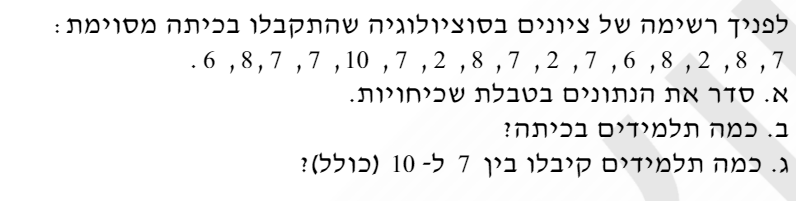 לפניך רשימה של ציונים בסוציולוגיה שהתקבלו בכיתה מסוימת :
7 , 8 , 2 , 8 , 6 , 7 , 2 , 7 , 8 , 2 , 7 , 10 , 7 , 7 , 8 , 6 .
א. סדר את הנתונים בטבלת שכיחויות.
ב. כמה תלמידים בכיתה?
ג. כמה תלמידים קיבלו בין 7 ל- 10 (כולל)?